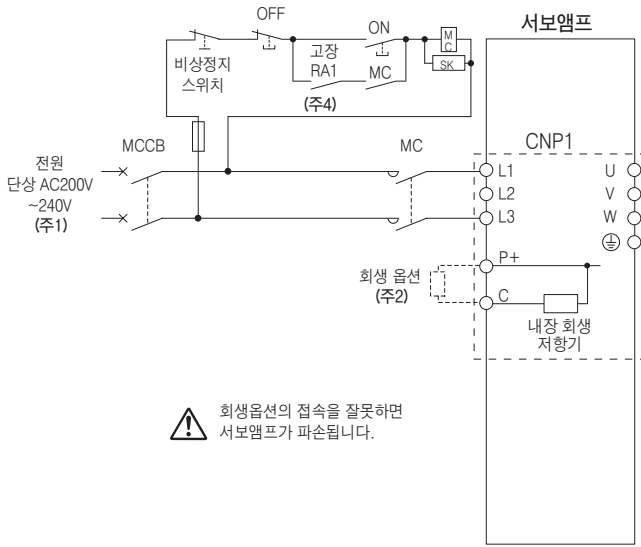 OFF
ON
M
C
SK
고장
RA1
MC
(주4)
비상정지
스위치
서보앰프
MCCB
MC
CNP1
전원
단상 AC200V
~240V
(주1)
L1
L2
L3
U
V
W
P+
C
회생 옵션
(주2)
내장 회생
저항기
회생옵션의 접속을 잘못하면
서보앰프가 파손됩니다.